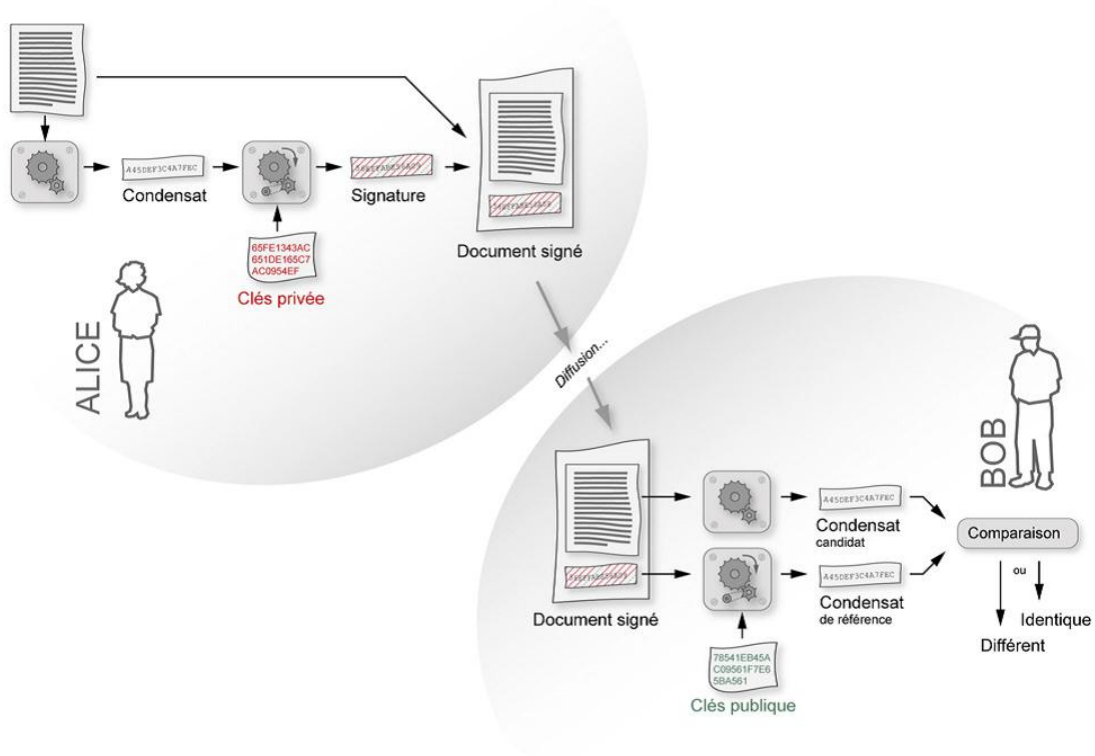 A45DEF3C4A7FEC
Condensat
Signature
65FE1343AC
651DE165C7
AC0954EF
Clés privée
Document signé
ALICE
Diffusion...
BOB
A45DEF3C4A7FEC
Condensat
candidat
Comparaison
A45DEF3C4A7FEC
Condensat
de référence
ou
Identique
Différent
Document signé
78541EB45A
C09561F7E6
5BA561
Clés publique